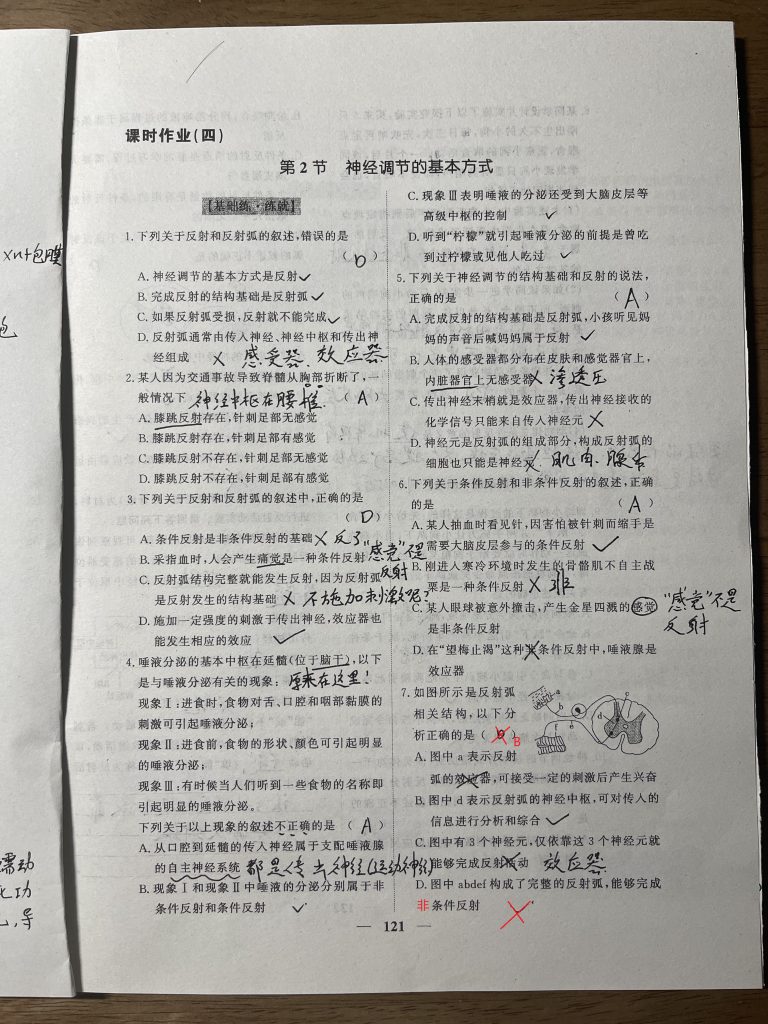 课时作业(四)
第2节 神经调节的基本方式
【基础练·练就】
1.下列关于反射和反射弧的叙述,错误的是
( D )
A.神经调节的基本方式是反射
B.完成反射的结构基础是反射弧
C.如果反射弧受损,反射就不能完成
D.反射弧通常由传入神经、神经中枢和传出神
经组成 × 感受器、效应器
2.某人因为交通事故导致脊髓从胸部折断了,一
般情况下 神经中枢在腰椎 ( A )
A.膝跳反射存在,针刺足部无感觉
B.膝跳反射存在,针刺足部有感觉
C.膝跳反射不存在,针刺足部有感觉
D.膝跳反射不存在,针刺足部无感觉
3.下列关于反射和反射弧的叙述中,正确的是
( D )
A.条件反射是非条件反射的基础 × 反了
B.采指血时,人会产生痛觉是一种条件反射 "感觉"不是
反射
C.反射弧结构完整就能发生反射,因为反射弧
是反射发生的结构基础 × 不施加刺激呢?
D.施加一定强度的刺激于传出神经,效应器也
能发生相应的效应
4.唾液分泌的基本中枢在延髓(位于脑干),以下
是与唾液分泌有关的现象: 原来在这里!
现象Ⅰ:进食时,食物对舌、口腔和咽部黏膜的
刺激可引起唾液分泌;
现象Ⅱ:进食前,食物的形状、颜色可引起明显
的唾液分泌;
现象Ⅲ:有时候当人们听到一些食物的名称即
引起明显的唾液分泌。
下列关于以上现象的叙述不正确的是 ( A )
A.从口腔到延髓的传入神经属于支配唾液腺
的自主神经系统 都是传出神经(运动神经)
B.现象Ⅰ和现象Ⅱ中唾液的分泌分别属于非
条件反射和条件反射
C.现象Ⅲ表明唾液的分泌还受到大脑皮层等
高级中枢的控制
D.听到"柠檬"就引起唾液分泌的前提是曾吃
到过柠檬或见他人吃过
5.下列关于神经调节的结构基础和反射的说法,
正确的是 ( A )
A.完成反射的结构基础是反射弧,小孩听见妈
妈的声音后喊妈妈属于反射
B.人体的感受器都分布在皮肤和感觉器官上,
内脏器官上无感受器 × 渗透压
C.传出神经末梢就是效应器,传出神经接收的
化学信号只能来自传入神经元 ×
D.神经元是反射弧的组成部分,构成反射弧的
细胞也只能是神经元 × 肌肉、腺体
6.下列关于条件反射和非条件反射的叙述,正确
的是 ( A )
A.某人抽血时看见针,因害怕被针刺而缩手是
需要大脑皮层参与的条件反射
B.刚进人寒冷环境时发生的骨骼肌不自主战
栗是一种条件反射 × 非
C.某人眼球被意外撞击,产生金星四溅的感觉
是非条件反射 "感觉"不是
反射
D.在"望梅止渴"这种非条件反射中,唾液腺是
效应器
7.如图所示是反射弧
相关结构,以下分
析正确的是( ) B
A.图中a表示反射
弧的效应器,可接受一定的刺激后产生兴奋
B.图中d表示反射弧的神经中枢,可对传人的
信息进行分析和综合
C.图中有3个神经元,仅依靠这3个神经元就
能够完成反射活动 效应器
D.图中abdef构成了完整的反射弧,能够完成
非条件反射
121